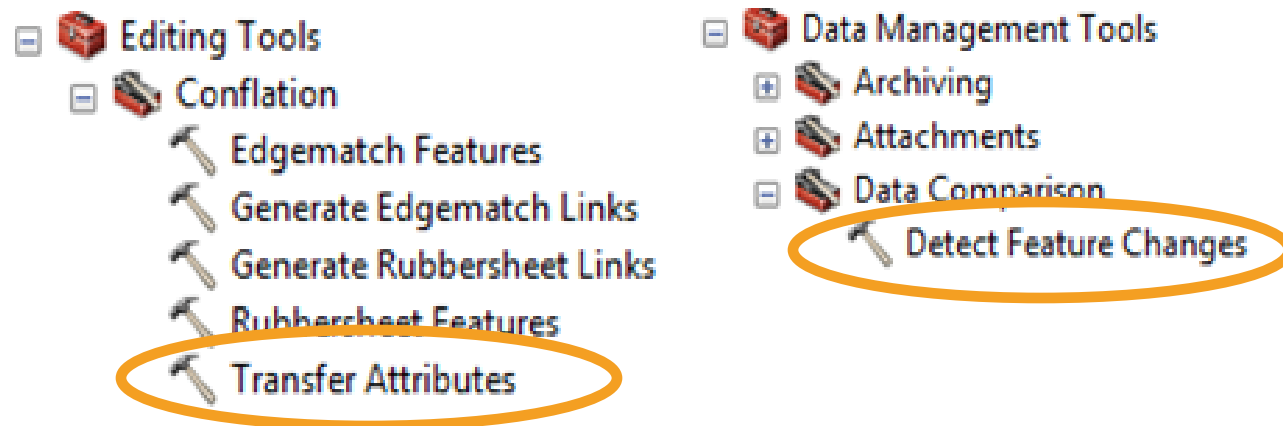 Editing Tools
Conflation
Edgematch Features
Generate Edgematch Links
Generate Rubbersheet Links
Rubbersheet Features
Transfer Attributes
Data Management Tools
Archiving
Attachments
Data Comparison
Detect Feature Changes